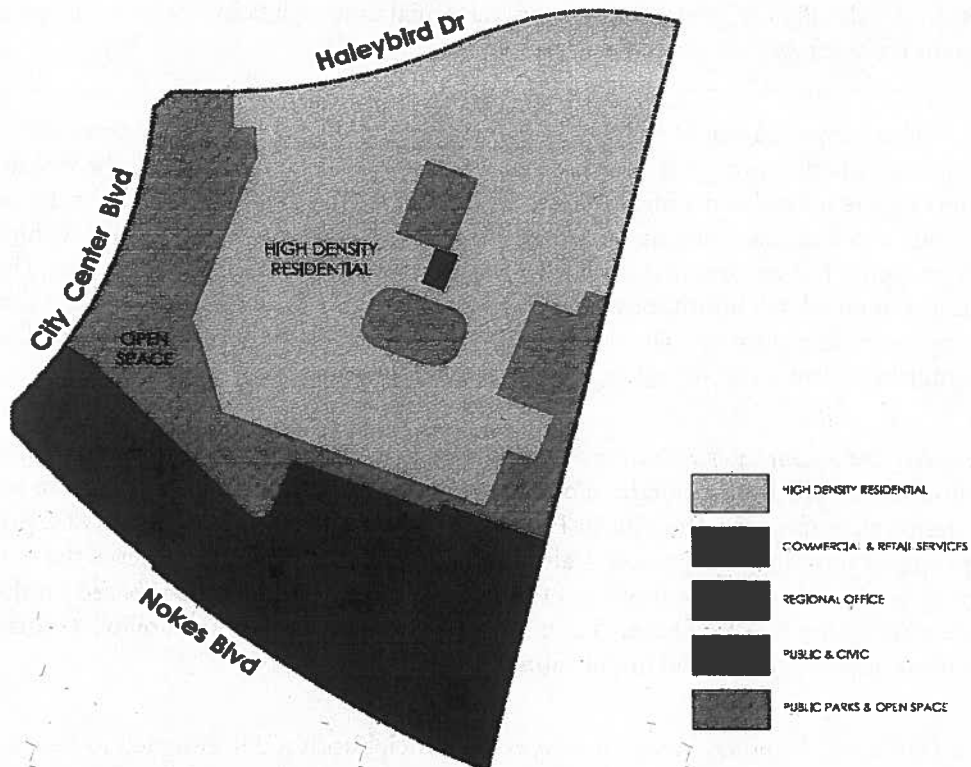 Haleybird Dr
City Center Blvd
HIGH DENSITY
RESIDENTIAL
OPEN
SPACE
Nokes Blvd
HIGH DENSITY RESIDENTIAL
COMMERCIAL & RETAIL SERVICES
REGIONAL OFFICE
PUBLIC & CIVIC
PUBLIC PARKS & OPEN SPACE